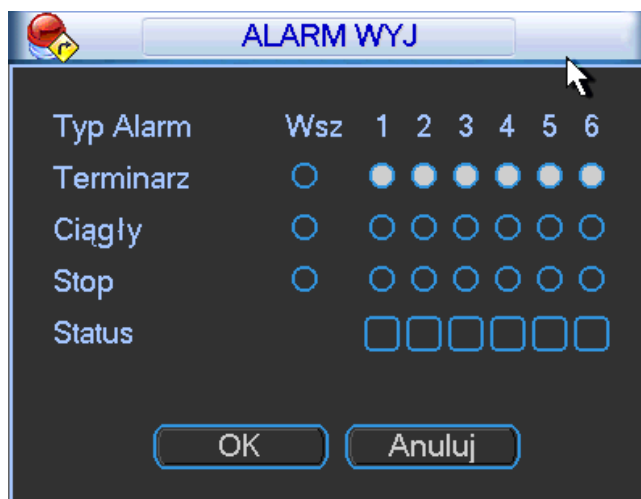 ALARM WYJ
Typ Alarm Wsz 1 2 3 4 5 6
Terminarz
Ciągły
Stop
Status
OK Anuluj